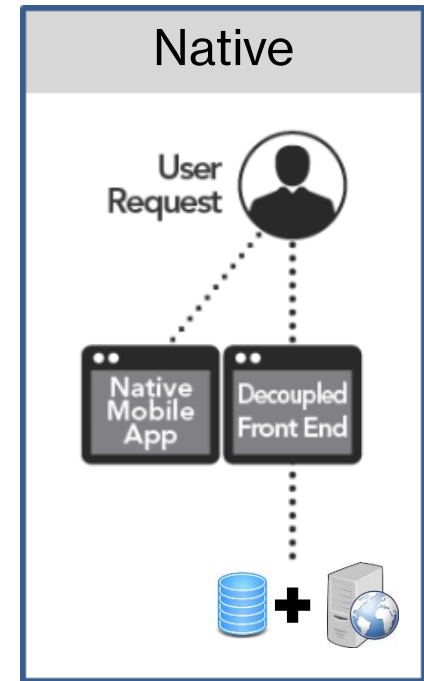 Native
User
Request
Native
Mobile
App
Decoupled
Front End